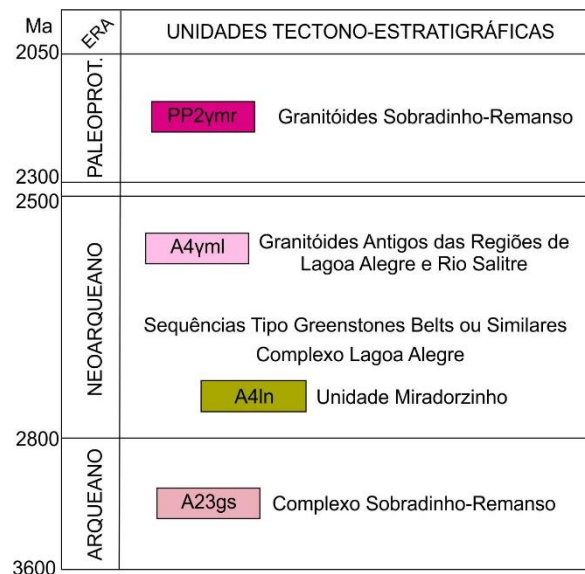 Ma
ERA
UNIDADES TECTONO-ESTRATIGRÁFICAS
2050
PALEOPROT.
PP2γmr
Granitóides Sobradinho-Remanso
2300
2500
NEOARQUEANO
A4γml
Granitóides Antigos das Regiões de
Lagoa Alegre e Rio Salitre
Sequências Tipo Greenstones Belts ou Similares
Complexo Lagoa Alegre
A4ln
Unidade Miradorzinho
2800
ARQUEANO
A23gs
Complexo Sobradinho-Remanso
3600